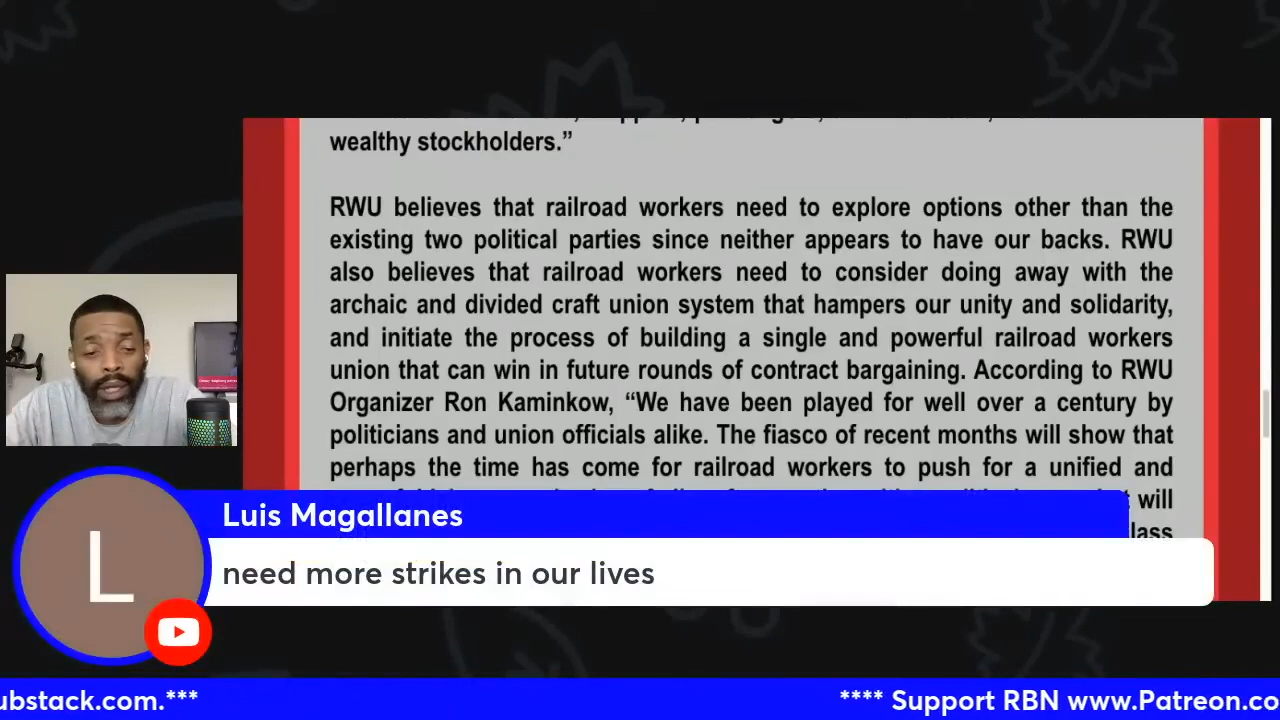 wealthy stockholders.”
RWU believes that railroad workers need to explore options other than the
existing two political parties since neither appears to have our backs. RWU
also believes that railroad workers need to consider doing away with the
archaic and divided craft union system that hampers our unity and solidarity,
and initiate the process of building a single and powerful railroad workers
union that can win in future rounds of contract bargaining. According to RWU
Organizer Ron Kaminkow, “We have been played for well over a century by
politicians and union officials alike. The fiasco of recent months will show that
perhaps the time has come for railroad workers to push for a unified and
will
lass
L
Luis Magallanes
need more strikes in our lives
ubstack.com.*** **** Support RBN www.Patreon.co